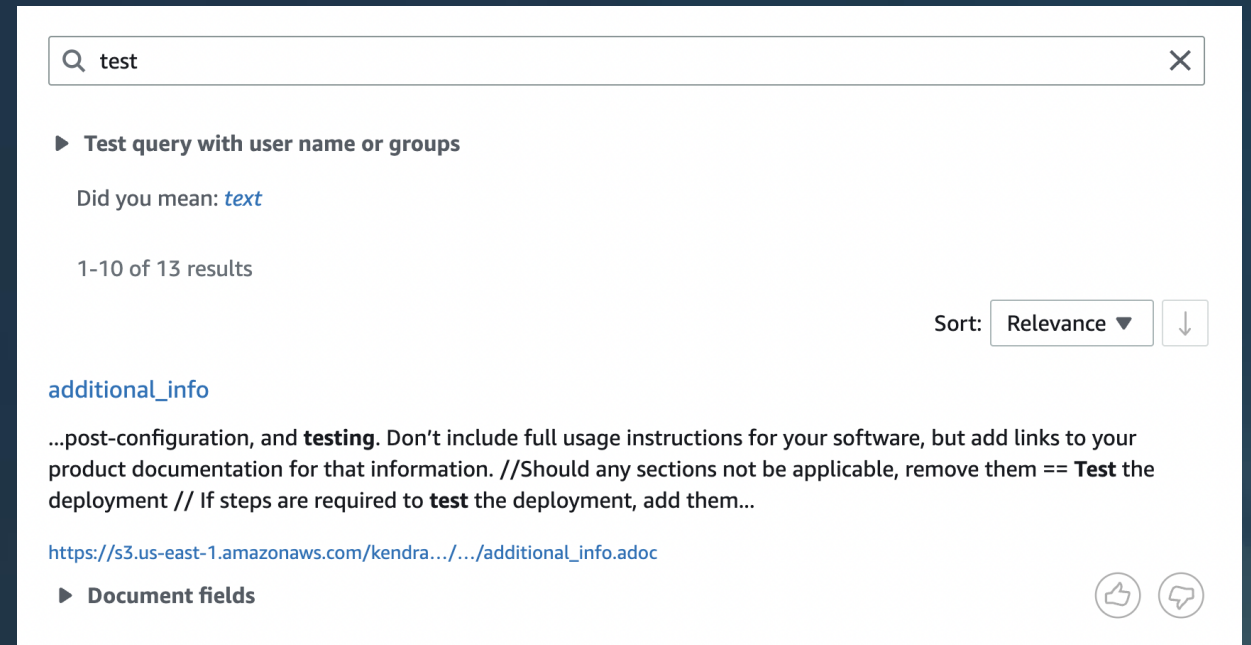 test
Test query with user name or groups
Did you mean: text
1-10 of 13 results
Sort: Relevance
additional_info
...post-configuration, and testing. Don’t include full usage instructions for your software, but add links to your
product documentation for that information. //Should any sections not be applicable, remove them == Test the
deployment // If steps are required to test the deployment, add them...
https://s3.us-east-1.amazonaws.com/kendra.../.../additional_info.adoc
Document fields